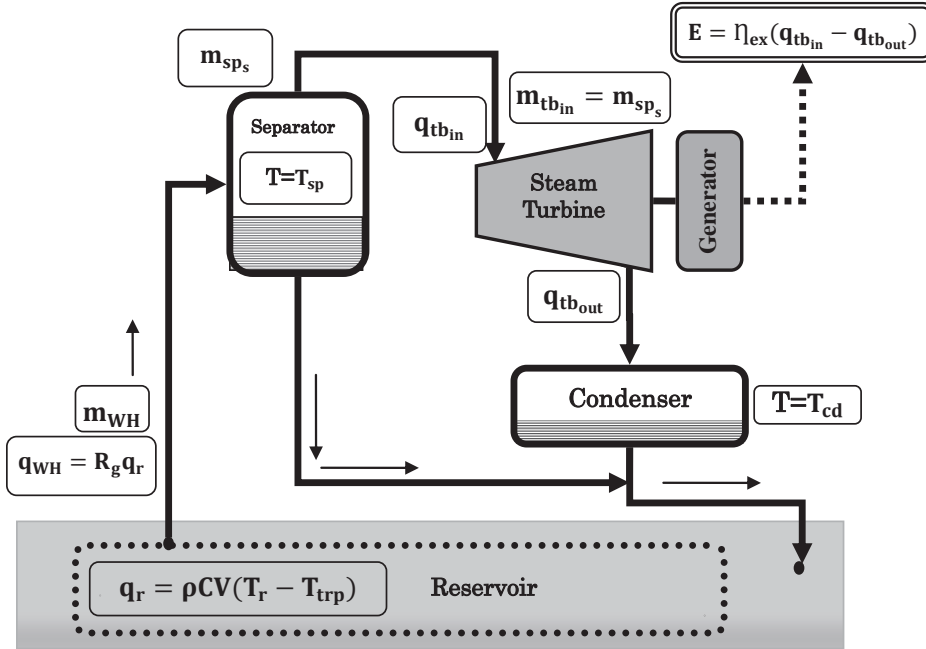 E = ηₑₓ(q_tb_in − q_tb_out)
m_sp_s
m_tb_in = m_sp_s
Separator
q_tb_in
T=T_sp
Steam
Turbine
Generator
q_tb_out
Condenser
T=T_cd
m_WH
q_WH = R_g q_r
q_r = ρCV(T_r − T_trp)
Reservoir